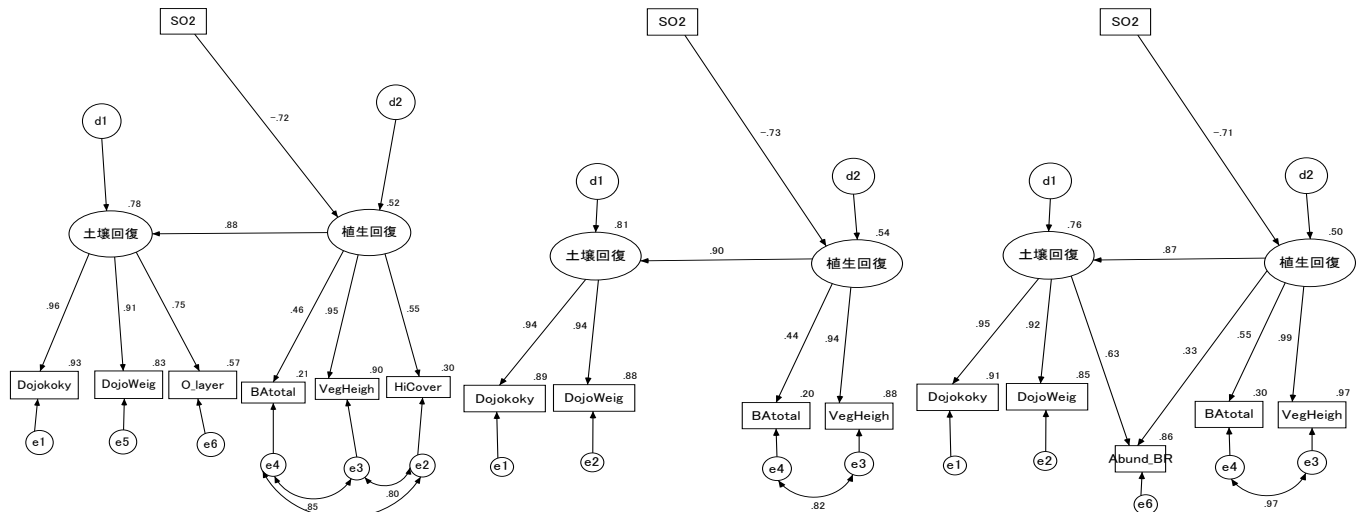 SO2
-.72
d1
d2
.78
.52
土壌回復
.88
植生回復
.96
.91
.75
.46
.95
.55
.93
.83
.57
.21
.90
.30
Dojokoky
DojoWeig
O_layer
BAtotal
VegHeigh
HiCover
e1
e5
e6
e4
e3
e2
.80
.85
SO2
-.73
d1
d2
.81
.54
土壌回復
.90
植生回復
.94
.94
.44
.94
.89
.88
.20
.88
Dojokoky
DojoWeig
BAtotal
VegHeigh
e1
e2
e4
e3
.82
SO2
-.71
d1
d2
.76
.50
土壌回復
.87
植生回復
.95
.92
.63
.33
.55
.99
.91
.85
.30
.97
Dojokoky
DojoWeig
BAtotal
VegHeigh
.86
Abund_BR
e1
e2
e4
e3
.97
e6